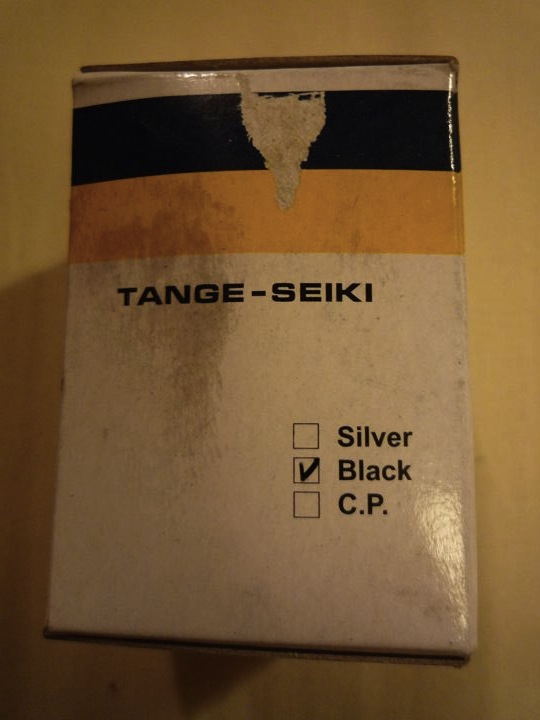 TANGE-SEIKI
Silver
Black
C.P.